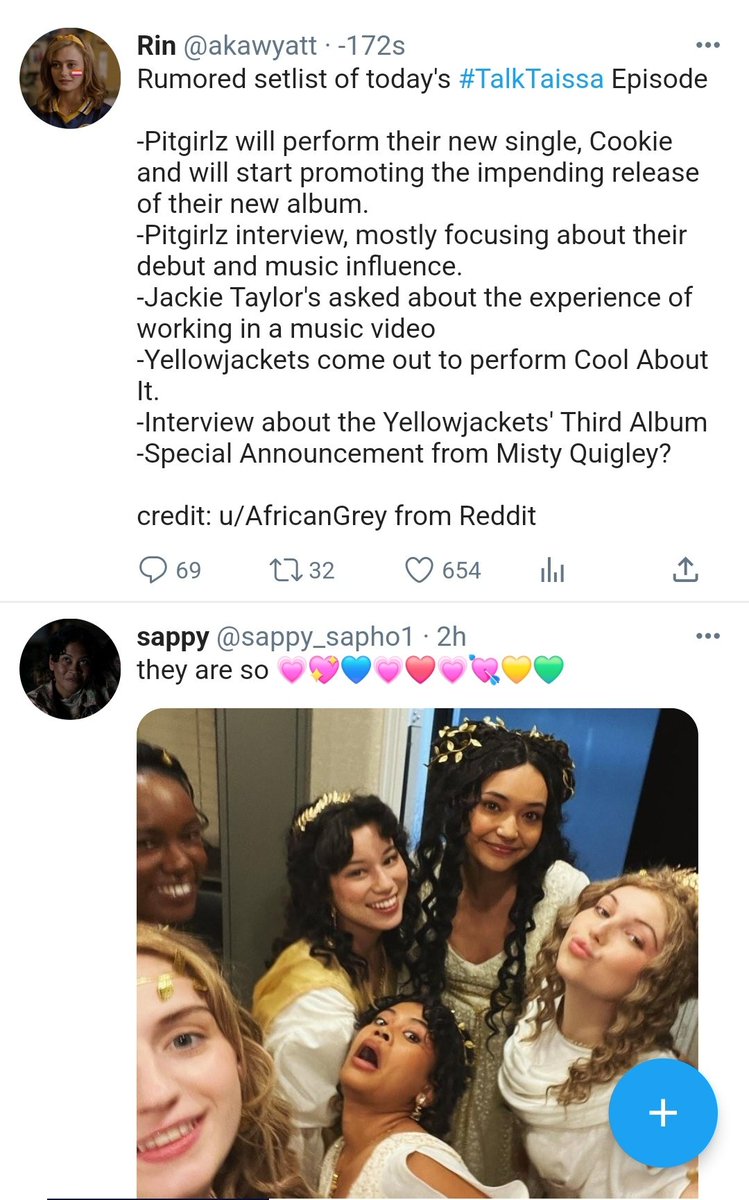 Rin @akawyatt · -172s
Rumored setlist of today's #TalkTaissa Episode
-Pitgirlz will perform their new single, Cookie
and will start promoting the impending release
of their new album.
-Pitgirlz interview, mostly focusing about their
debut and music influence.
-Jackie Taylor's asked about the experience of
working in a music video
-Yellowjackets come out to perform Cool About
It.
-Interview about the Yellowjackets' Third Album
-Special Announcement from Misty Quigley?
credit: u/AfricanGrey from Reddit
69 32 654
sappy @sappy_sapho1 · 2h
they are so 💗💖💙💗❤️💗💘💛💚